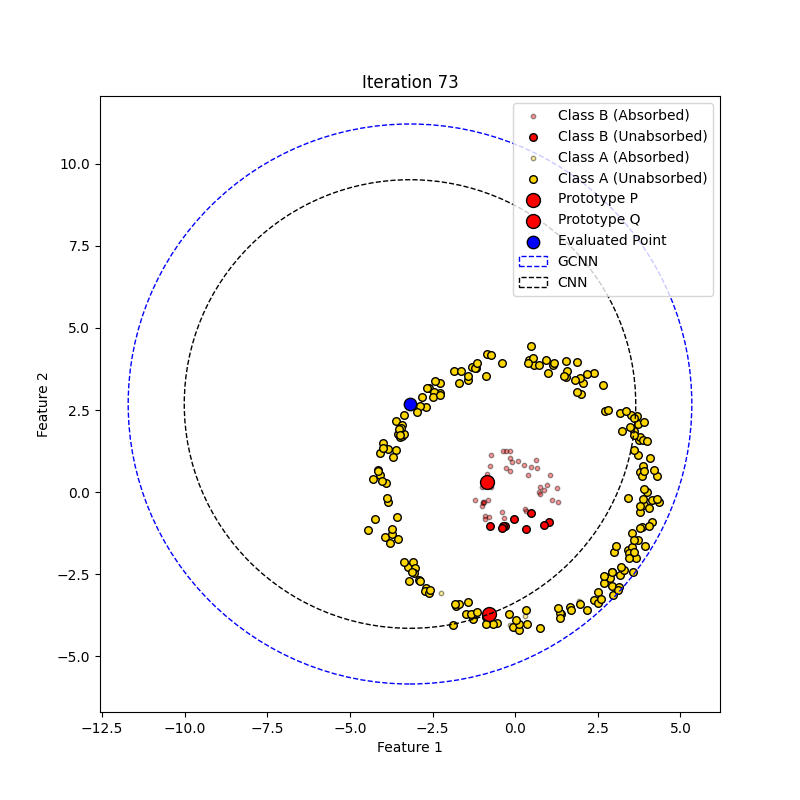 Iteration 73
Class B (Absorbed)
Class B (Unabsorbed)
Class A (Absorbed)
Class A (Unabsorbed)
Prototype P
Prototype Q
Evaluated Point
GCNN
CNN
Feature 2
10.0
7.5
5.0
2.5
0.0
−2.5
−5.0
−12.5 −10.0 −7.5 −5.0 −2.5 0.0 2.5 5.0
Feature 1